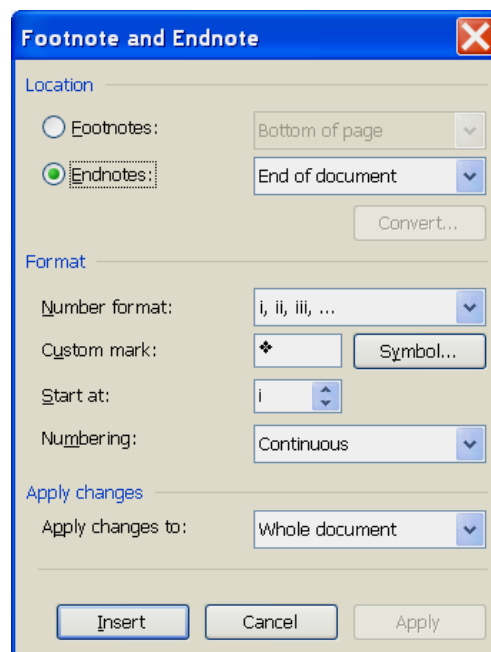 Footnote and Endnote
Location
Footnotes: Bottom of page
Endnotes: End of document
Convert...
Format
Number format: i, ii, iii, ...
Custom mark: ❖ Symbol...
Start at: i
Numbering: Continuous
Apply changes
Apply changes to: Whole document
Insert Cancel Apply